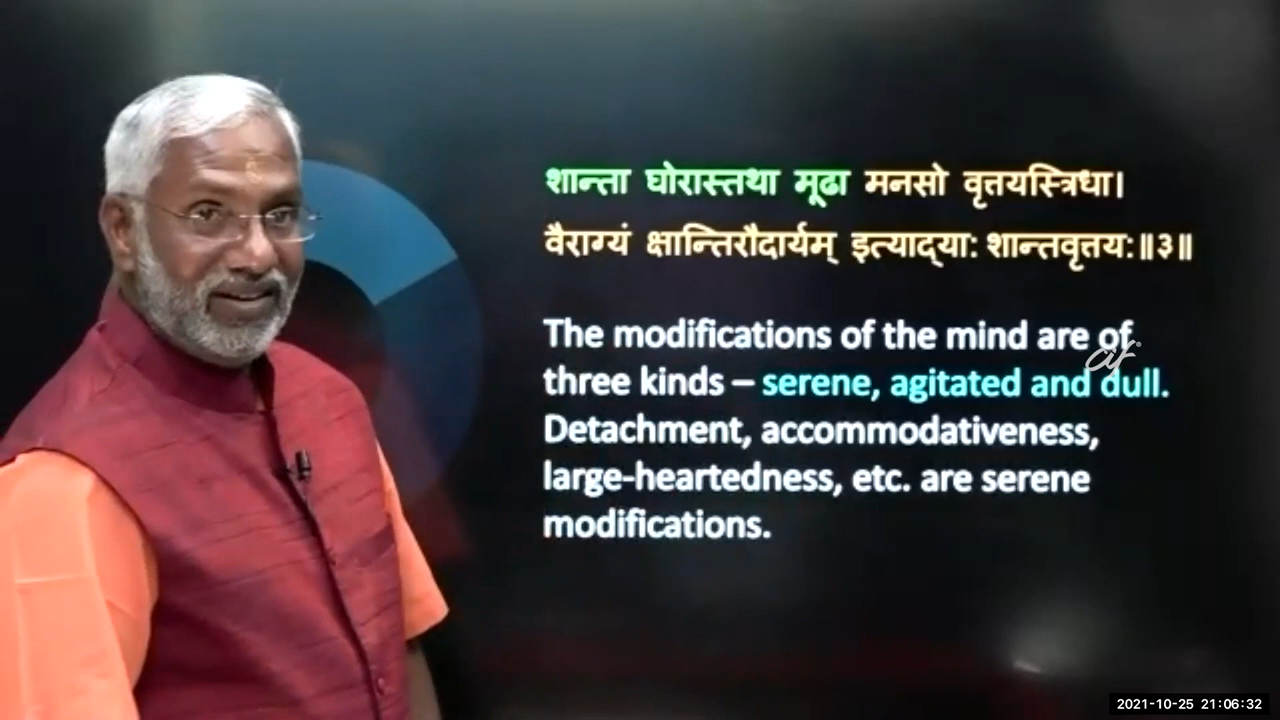 शान्ता घोरास्तथा मूढा मनसो वृत्तयस्त्रिधा।
वैराग्यं क्षान्तिरौदार्यम् इत्याद्या: शान्तवृत्तय:॥३॥
The modifications of the mind are of
cif
three kinds – serene, agitated and dull.
Detachment, accommodativeness,
large-heartedness, etc. are serene
modifications.
2021-10-25 21:06:32